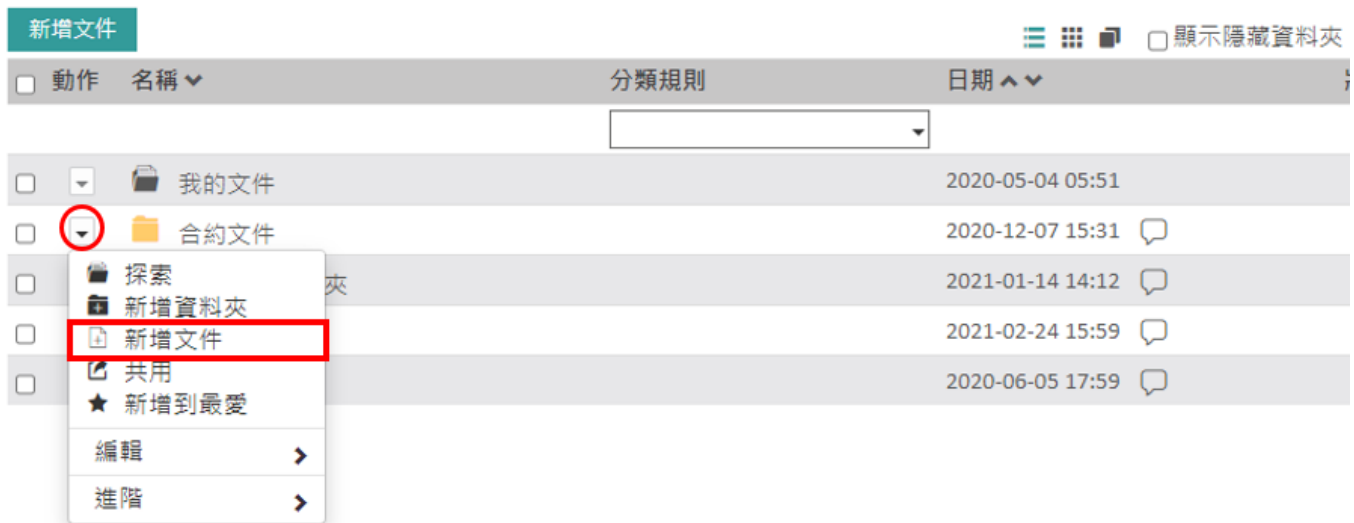 新增文件
顯示隱藏資料夾
動作 名稱 分類規則 日期
我的文件 2020-05-04 05:51
合約文件 2020-12-07 15:31
夾 2021-01-14 14:12
2021-02-24 15:59
2020-06-05 17:59
探索
新增資料夾
新增文件
共用
新增到最愛
編輯
進階